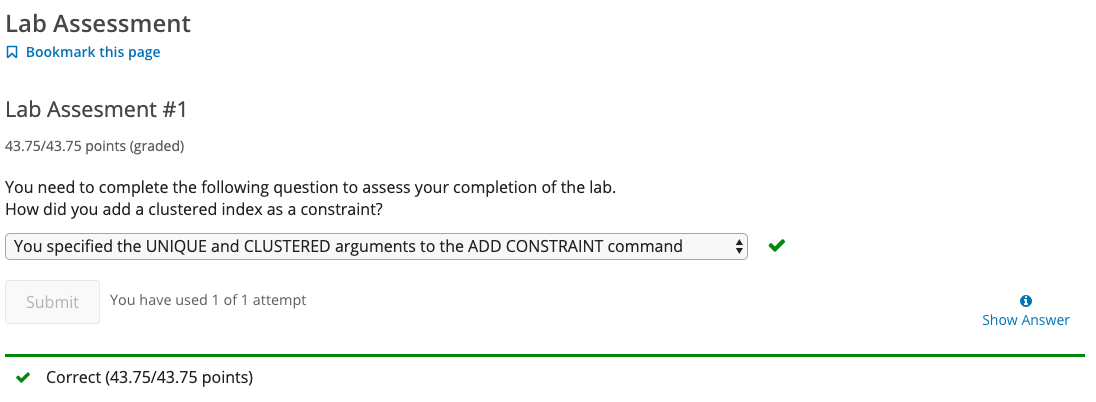 Lab Assessment
Bookmark this page
Lab Assesment #1
43.75/43.75 points (graded)
You need to complete the following question to assess your completion of the lab.
How did you add a clustered index as a constraint?
You specified the UNIQUE and CLUSTERED arguments to the ADD CONSTRAINT command
Submit You have used 1 of 1 attempt
Show Answer
Correct (43.75/43.75 points)